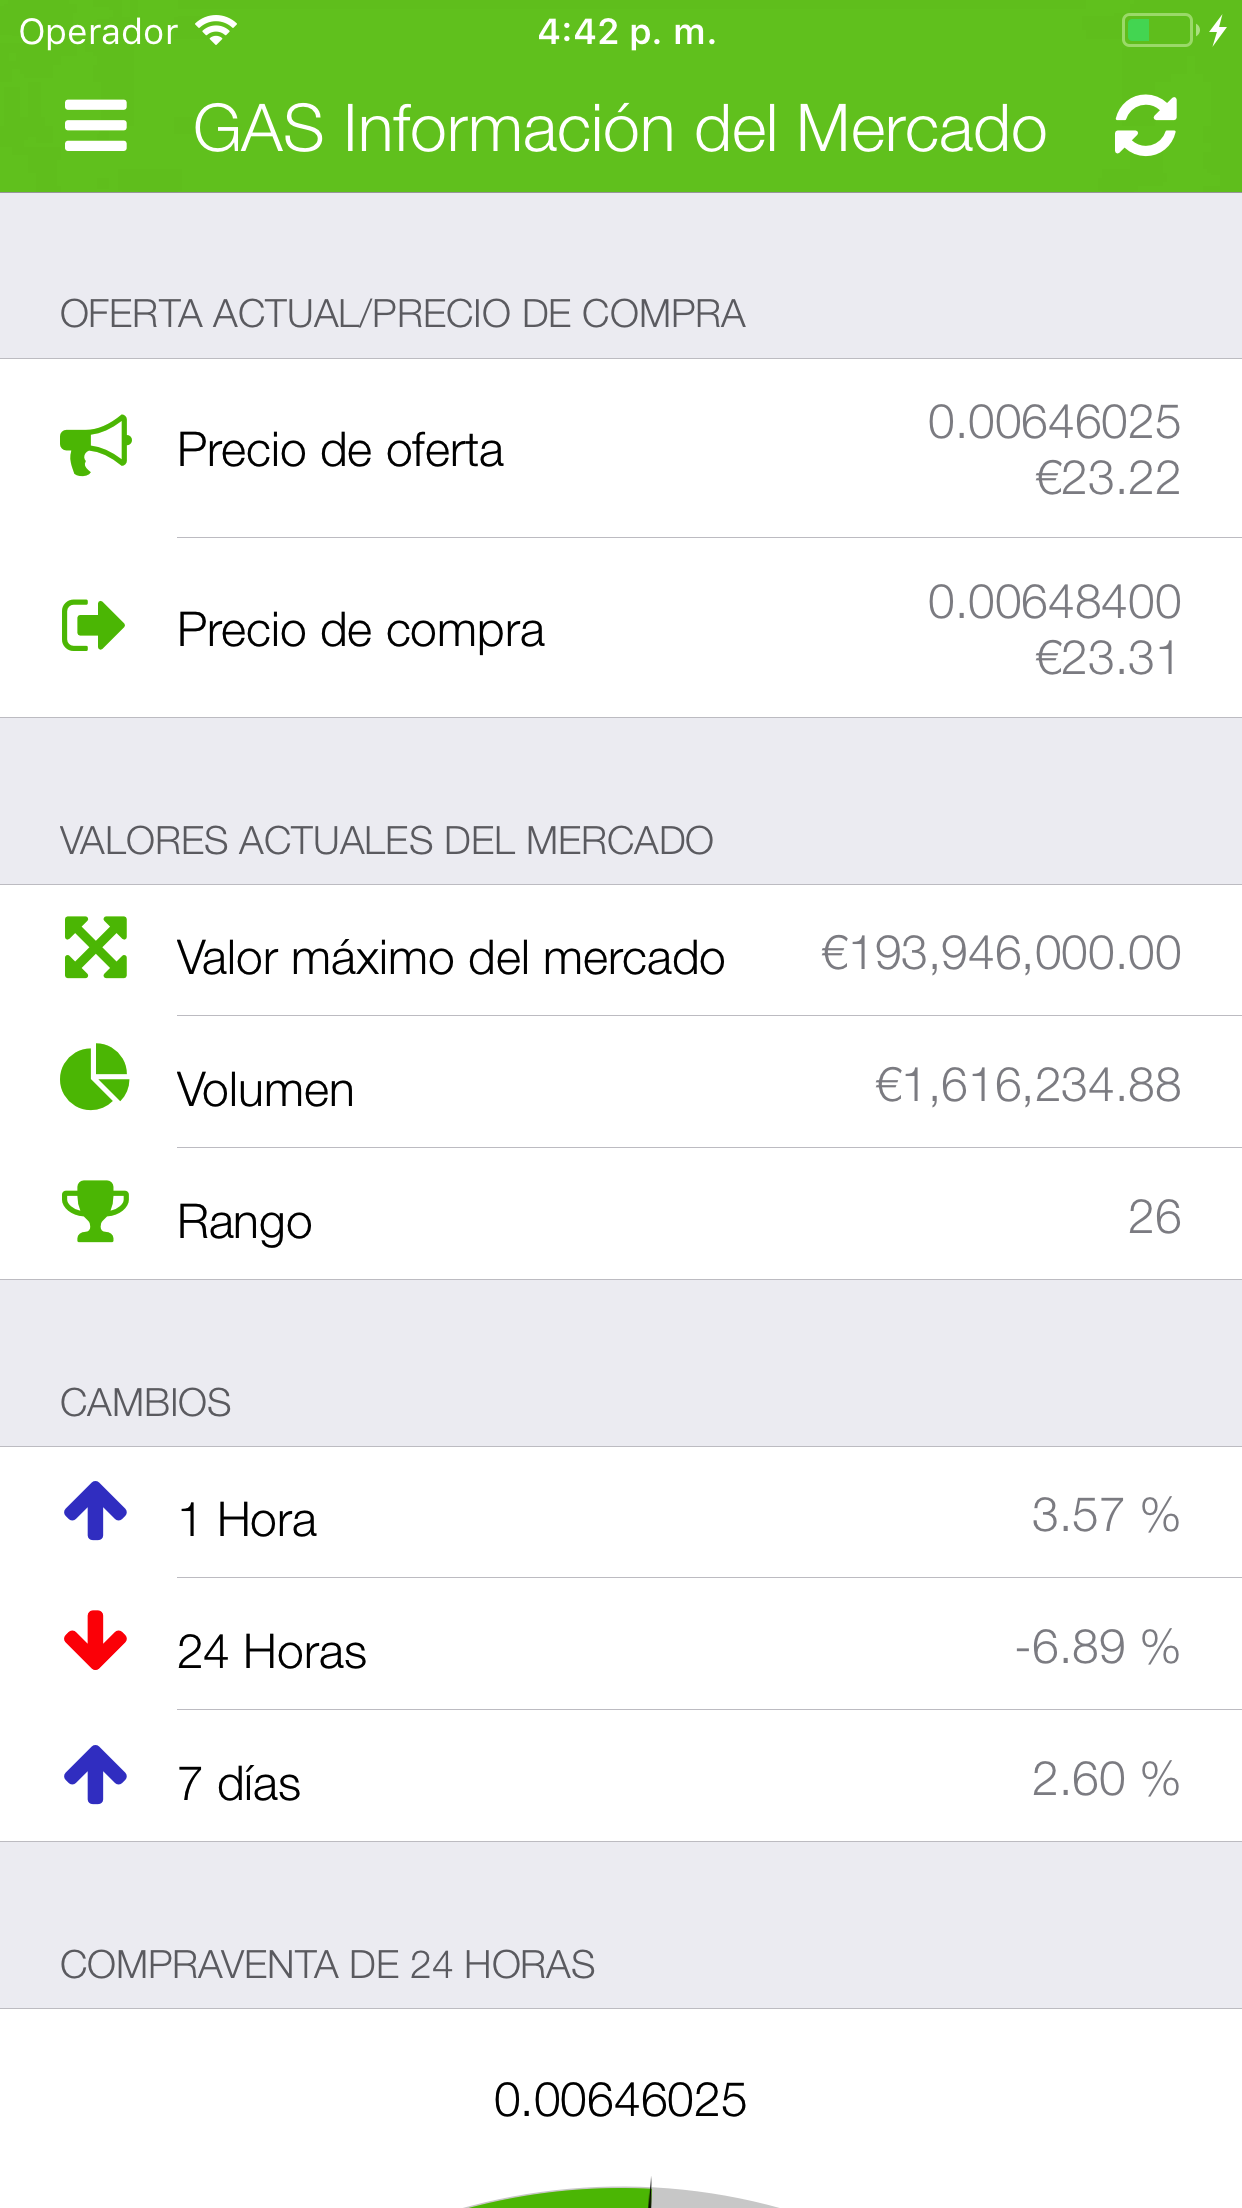 Operador 4:42 p. m.
GAS Información del Mercado
OFERTA ACTUAL/PRECIO DE COMPRA
Precio de oferta 0.00646025
€23.22
Precio de compra 0.00648400
€23.31
VALORES ACTUALES DEL MERCADO
Valor máximo del mercado €193,946,000.00
Volumen €1,616,234.88
Rango 26
CAMBIOS
1 Hora 3.57 %
24 Horas -6.89 %
7 días 2.60 %
COMPRAVENTA DE 24 HORAS
0.00646025